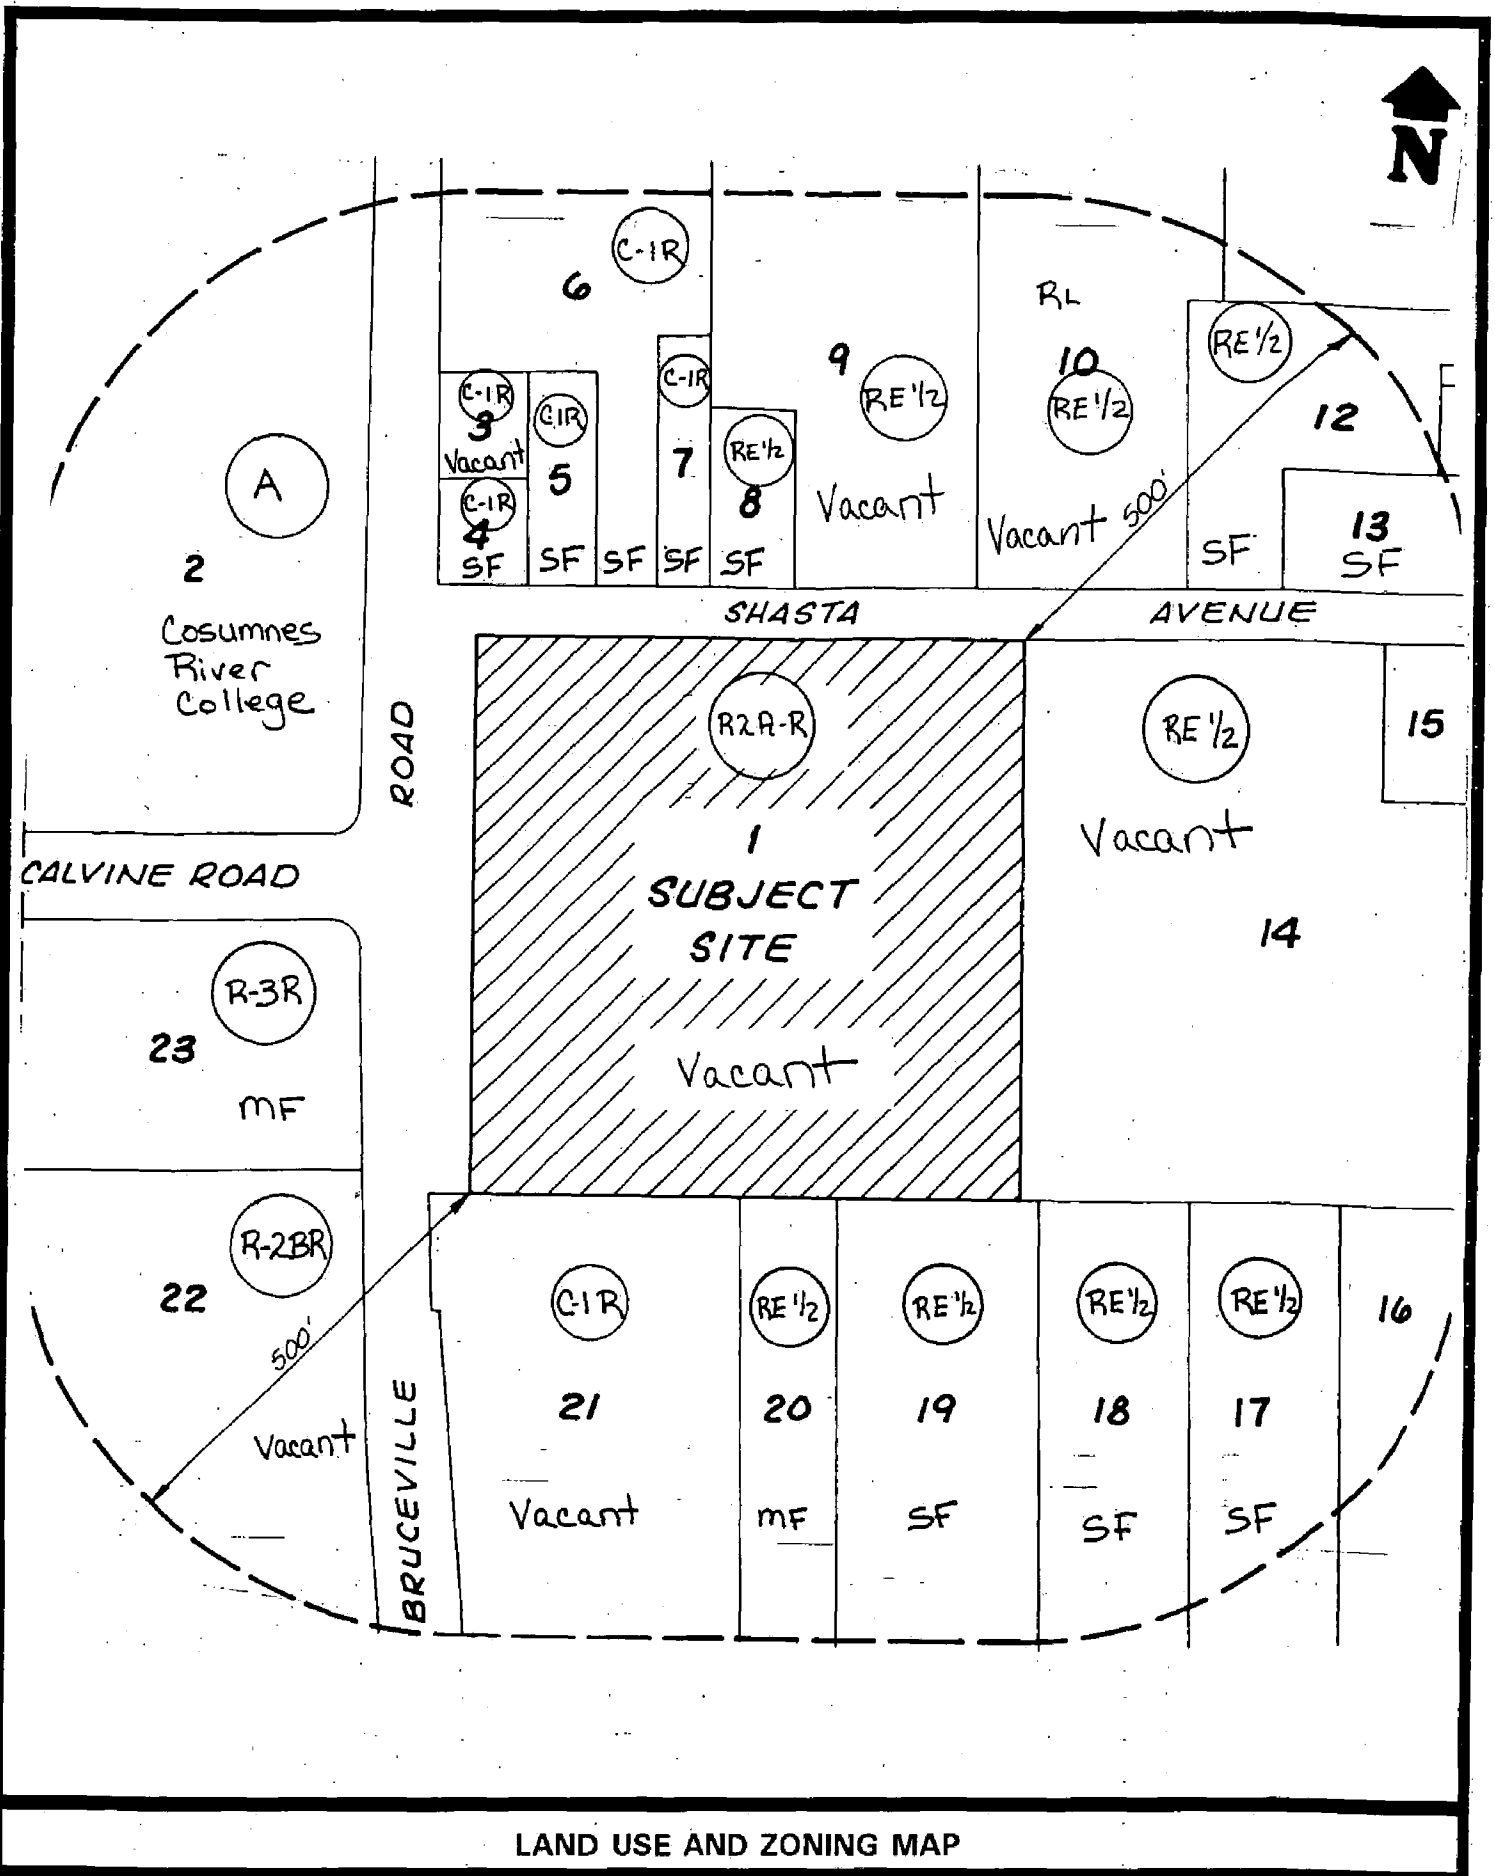 N
C-1R
6
RL
RE 1/2
C-1R
3
Vacant
C-1R
4
SF
C1R
5
SF
SF
C-1R
7
SF
RE 1/2
8
SF
9
RE 1/2
Vacant
10
RE 1/2
Vacant
500'
12
SF
13
SF
A
2
Cosumnes
River
College
SHASTA AVENUE
ROAD
R2A-R
1
SUBJECT
SITE
Vacant
RE 1/2
Vacant
14
15
CALVINE ROAD
R-3R
23
MF
R-2BR
22
500'
Vacant
BRUCEVILLE
C-1R
21
Vacant
RE 1/2
20
MF
RE 1/2
19
SF
RE 1/2
18
SF
RE 1/2
17
SF
16
LAND USE AND ZONING MAP